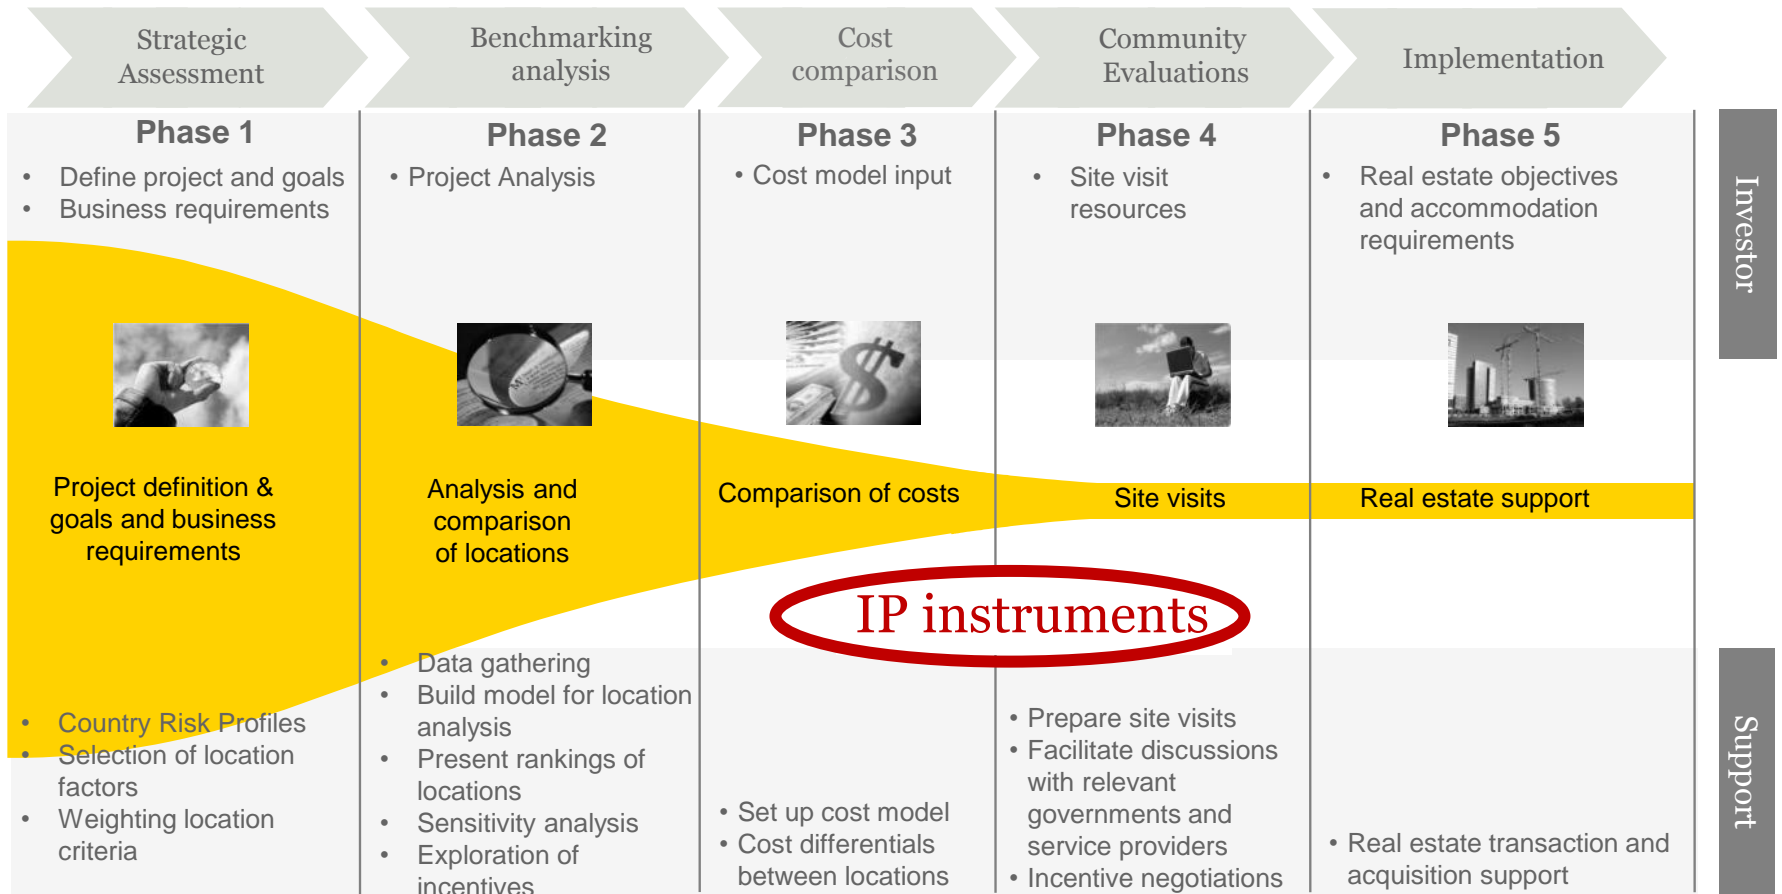 Strategic
Assessment
Benchmarking
analysis
Cost
comparison
Community
Evaluations
Implementation
Phase 1
• Define project and goals
• Business requirements
Phase 2
• Project Analysis
Phase 3
• Cost model input
Phase 4
• Site visit
resources
Phase 5
• Real estate objectives
and accommodation
requirements
Investor
Project definition &
goals and business
requirements
Analysis and
comparison
of locations
Comparison of costs
Site visits
Real estate support
IP instruments
• Country Risk Profiles
• Selection of location
factors
• Weighting location
criteria
• Data gathering
• Build model for location
analysis
• Present rankings of
locations
• Sensitivity analysis
• Exploration of
incentives
• Set up cost model
• Cost differentials
between locations
• Prepare site visits
• Facilitate discussions
with relevant
governments and
service providers
• Incentive negotiations
• Real estate transaction and
acquisition support
Support